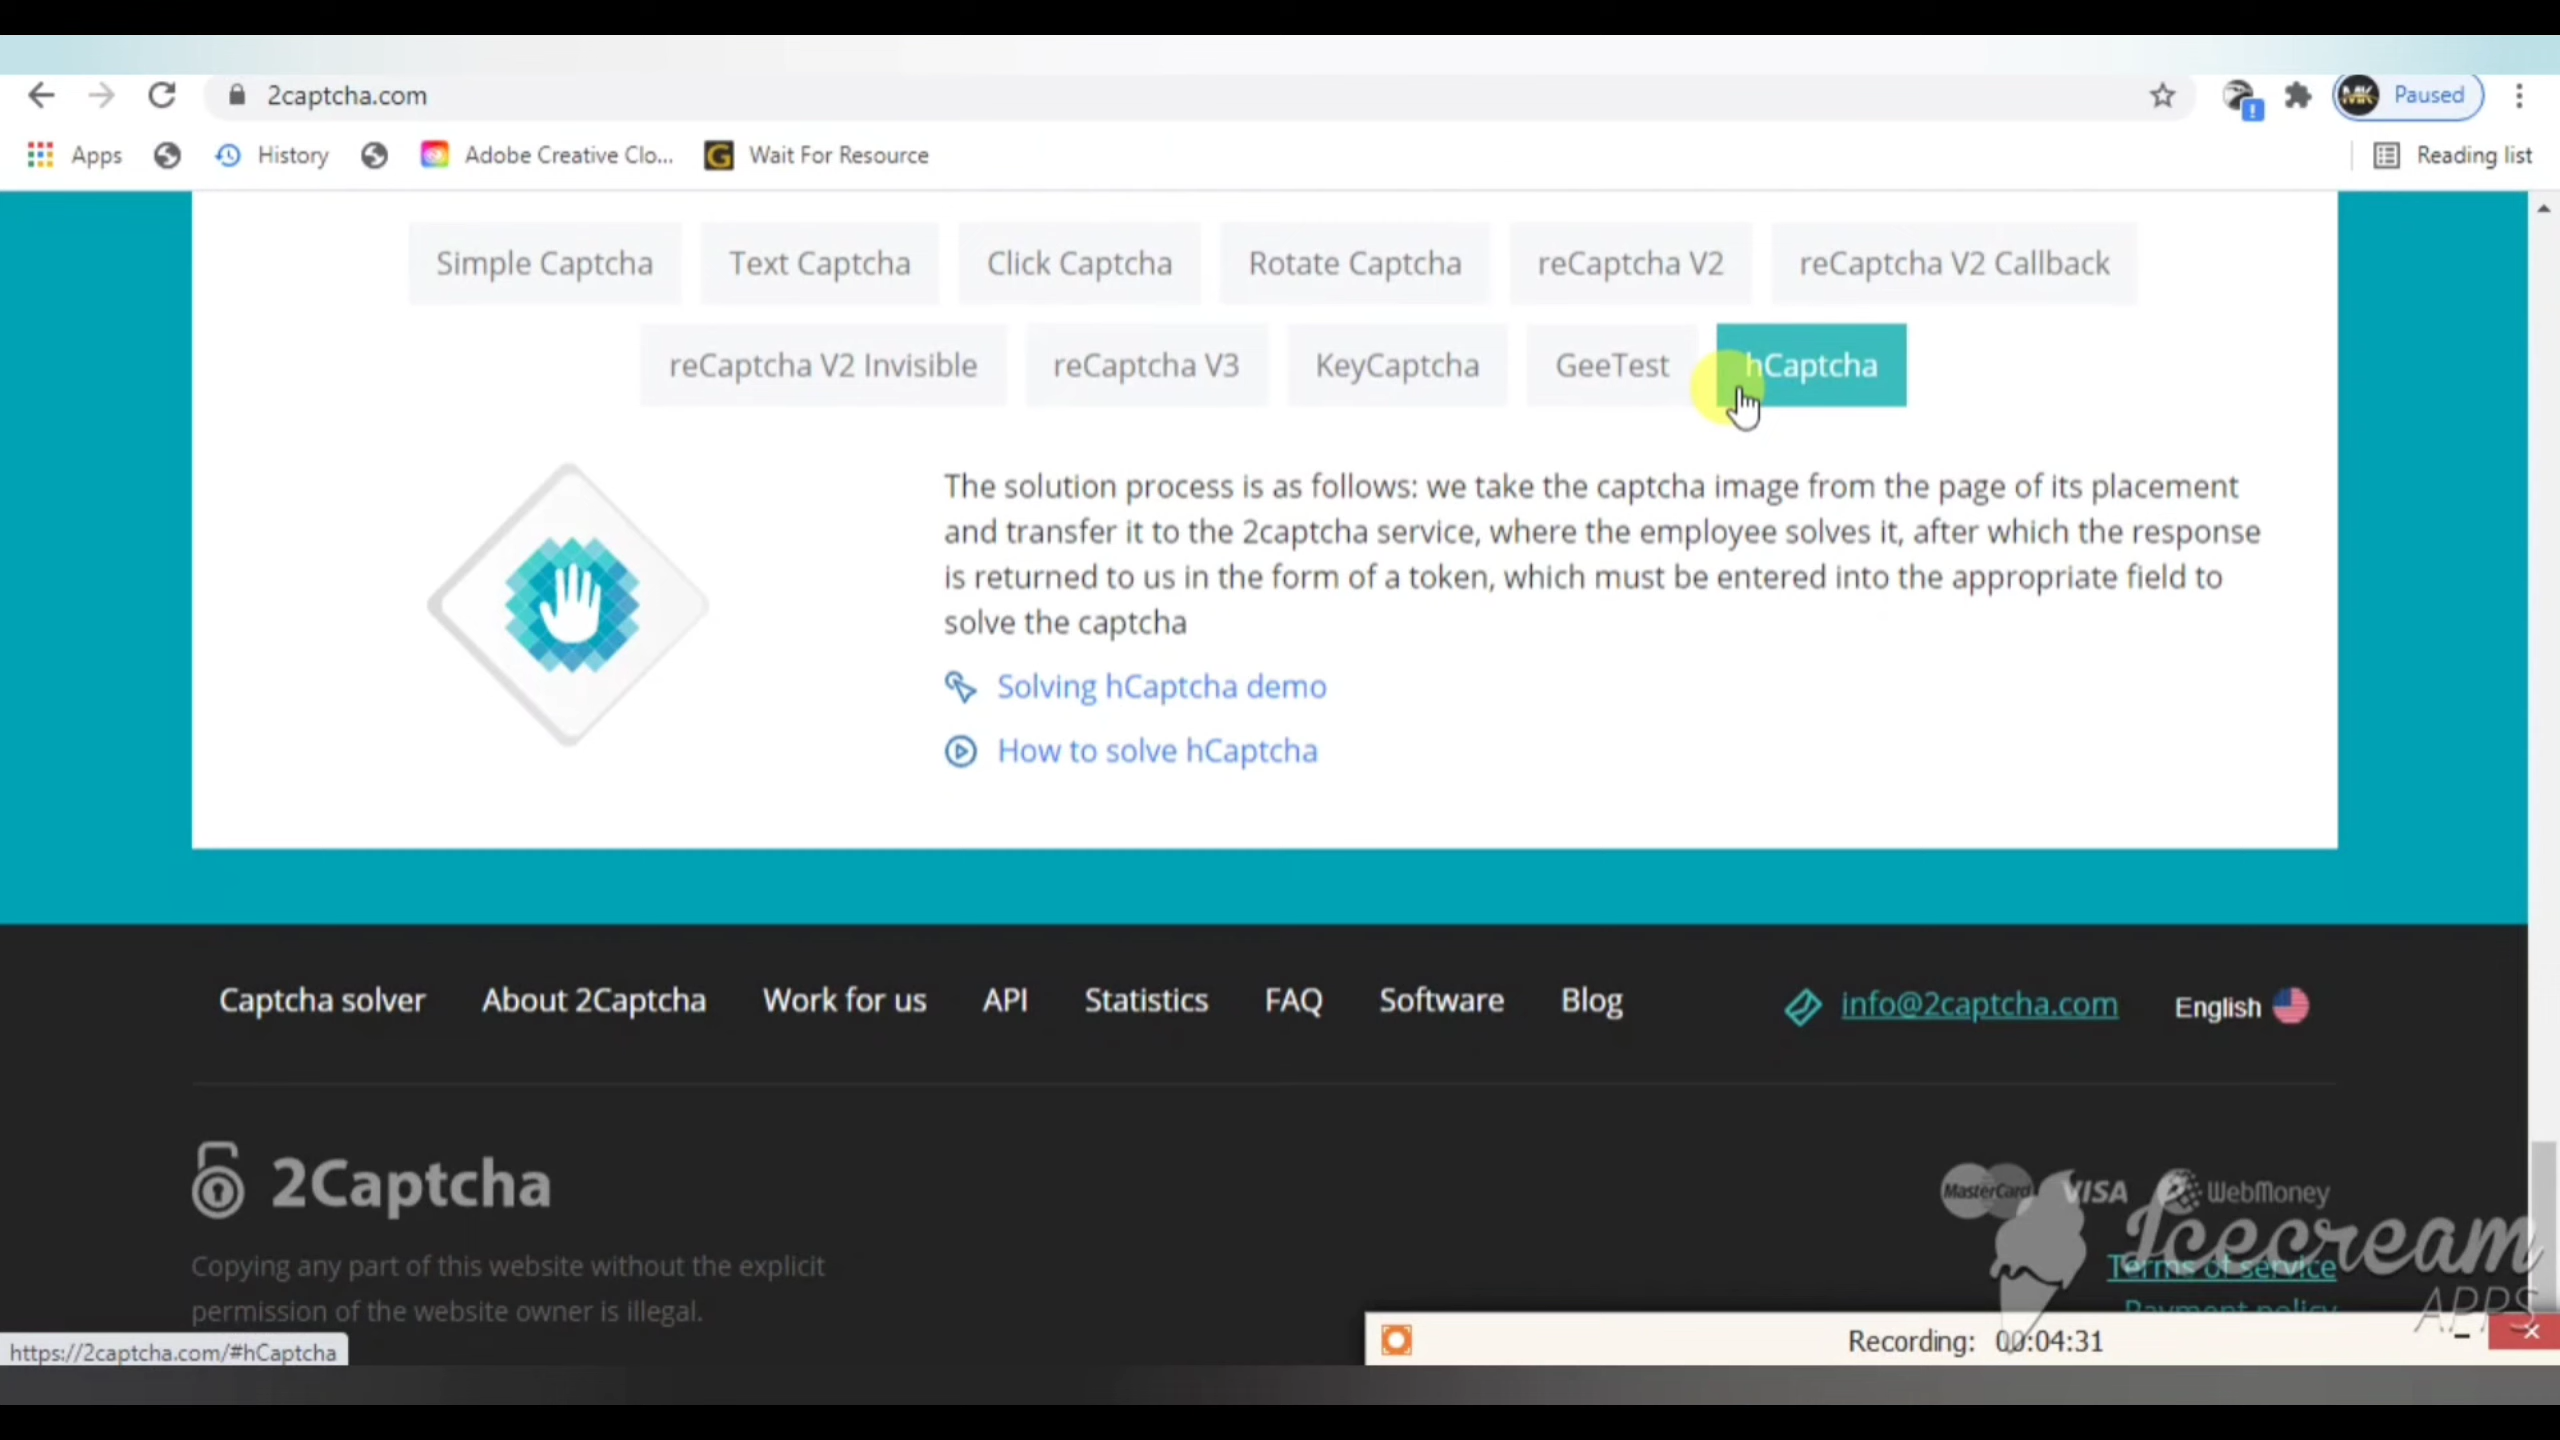 2captcha.com
Paused
Apps History Adobe Creative Clo... Wait For Resource Reading list
Simple Captcha Text Captcha Click Captcha Rotate Captcha reCaptcha V2 reCaptcha V2 Callback
reCaptcha V2 Invisible reCaptcha V3 KeyCaptcha GeeTest hCaptcha
The solution process is as follows: we take the captcha image from the page of its placement
and transfer it to the 2captcha service, where the employee solves it, after which the response
is returned to us in the form of a token, which must be entered into the appropriate field to
solve the captcha
Solving hCaptcha demo
How to solve hCaptcha
Captcha solver About 2Captcha Work for us API Statistics FAQ Software Blog info@2captcha.com English
2Captcha
MasterCard VISA WebMoney
Icecream
APPS
Copying any part of this website without the explicit
permission of the website owner is illegal.
Terms of service
Payment policy
https://2captcha.com/#hCaptcha
Recording: 00:04:31